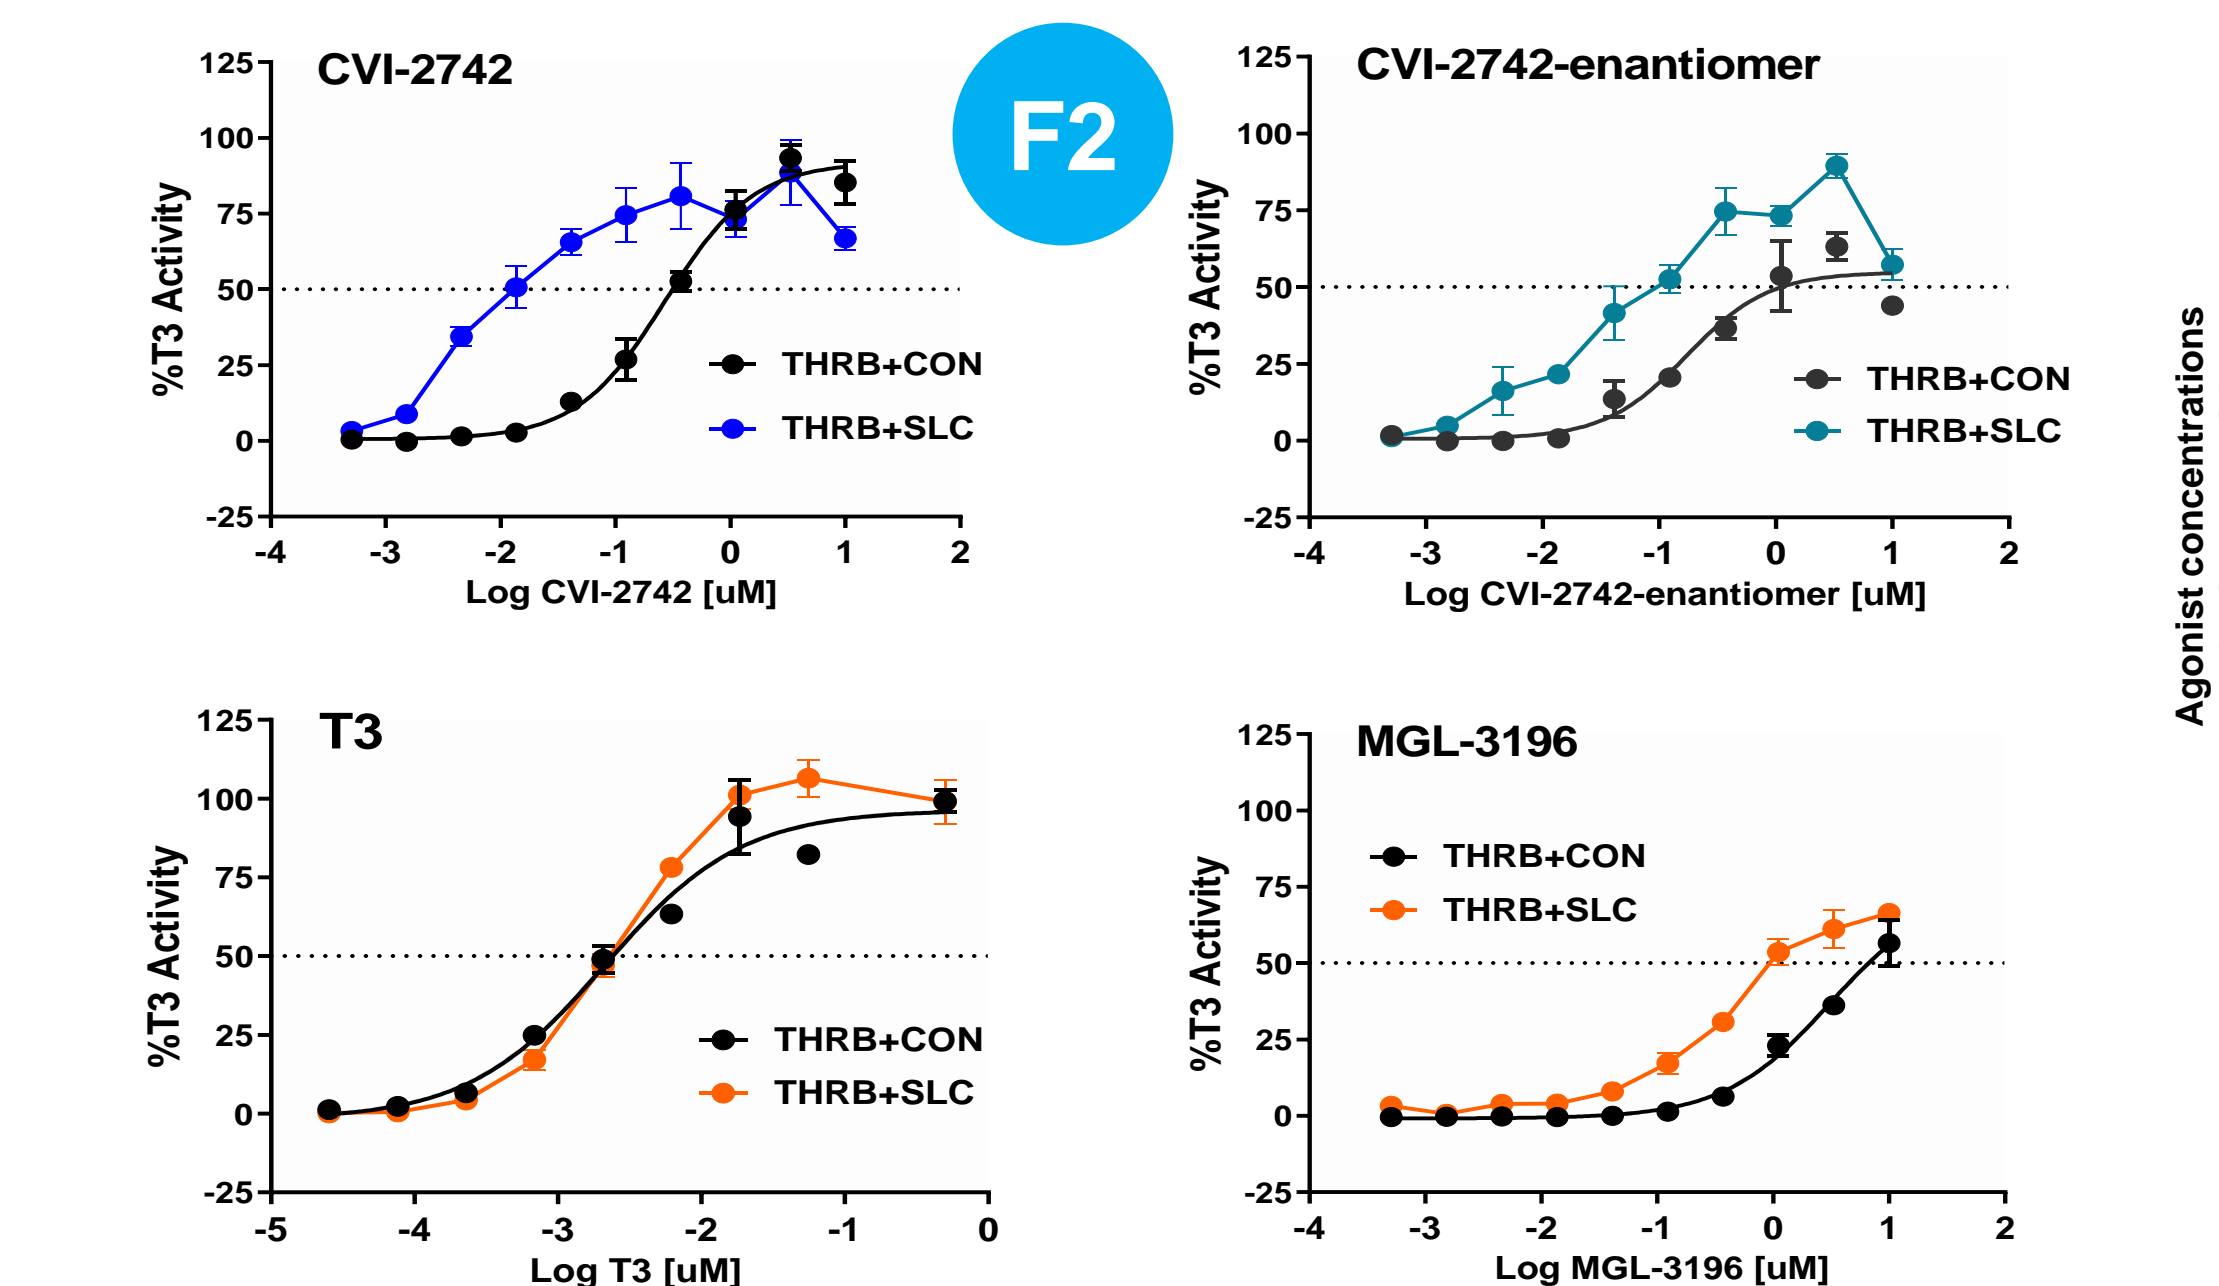 CVI-2742
125
100
75
50
25
0
-25
%T3 Activity
THRB+CON
THRB+SLC
-4 -3 -2 -1 0 1 2
Log CVI-2742 [uM]
F2
CVI-2742-enantiomer
125
100
75
50
25
0
-25
%T3 Activity
THRB+CON
THRB+SLC
-4 -3 -2 -1 0 1 2
Log CVI-2742-enantiomer [uM]
Agonist concentrations
T3
125
100
75
50
25
0
-25
%T3 Activity
THRB+CON
THRB+SLC
-5 -4 -3 -2 -1 0
Log T3 [uM]
MGL-3196
125
100
75
50
25
0
-25
%T3 Activity
THRB+CON
THRB+SLC
-4 -3 -2 -1 0 1 2
Log MGL-3196 [uM]